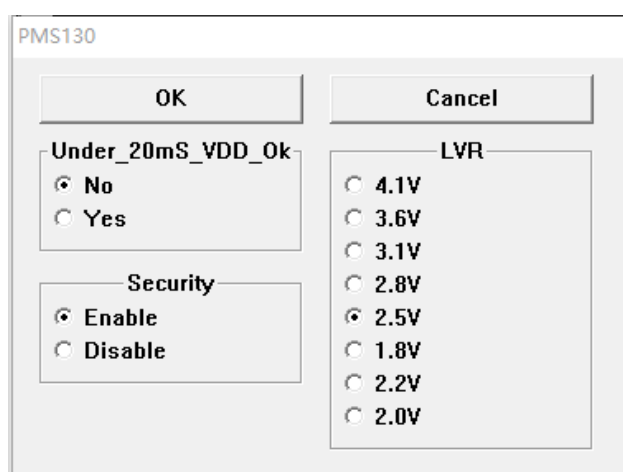 PMS130
OK
Cancel
Under_20mS_VDD_Ok
No
Yes
Security
Enable
Disable
LVR
4.1V
3.6V
3.1V
2.8V
2.5V
1.8V
2.2V
2.0V